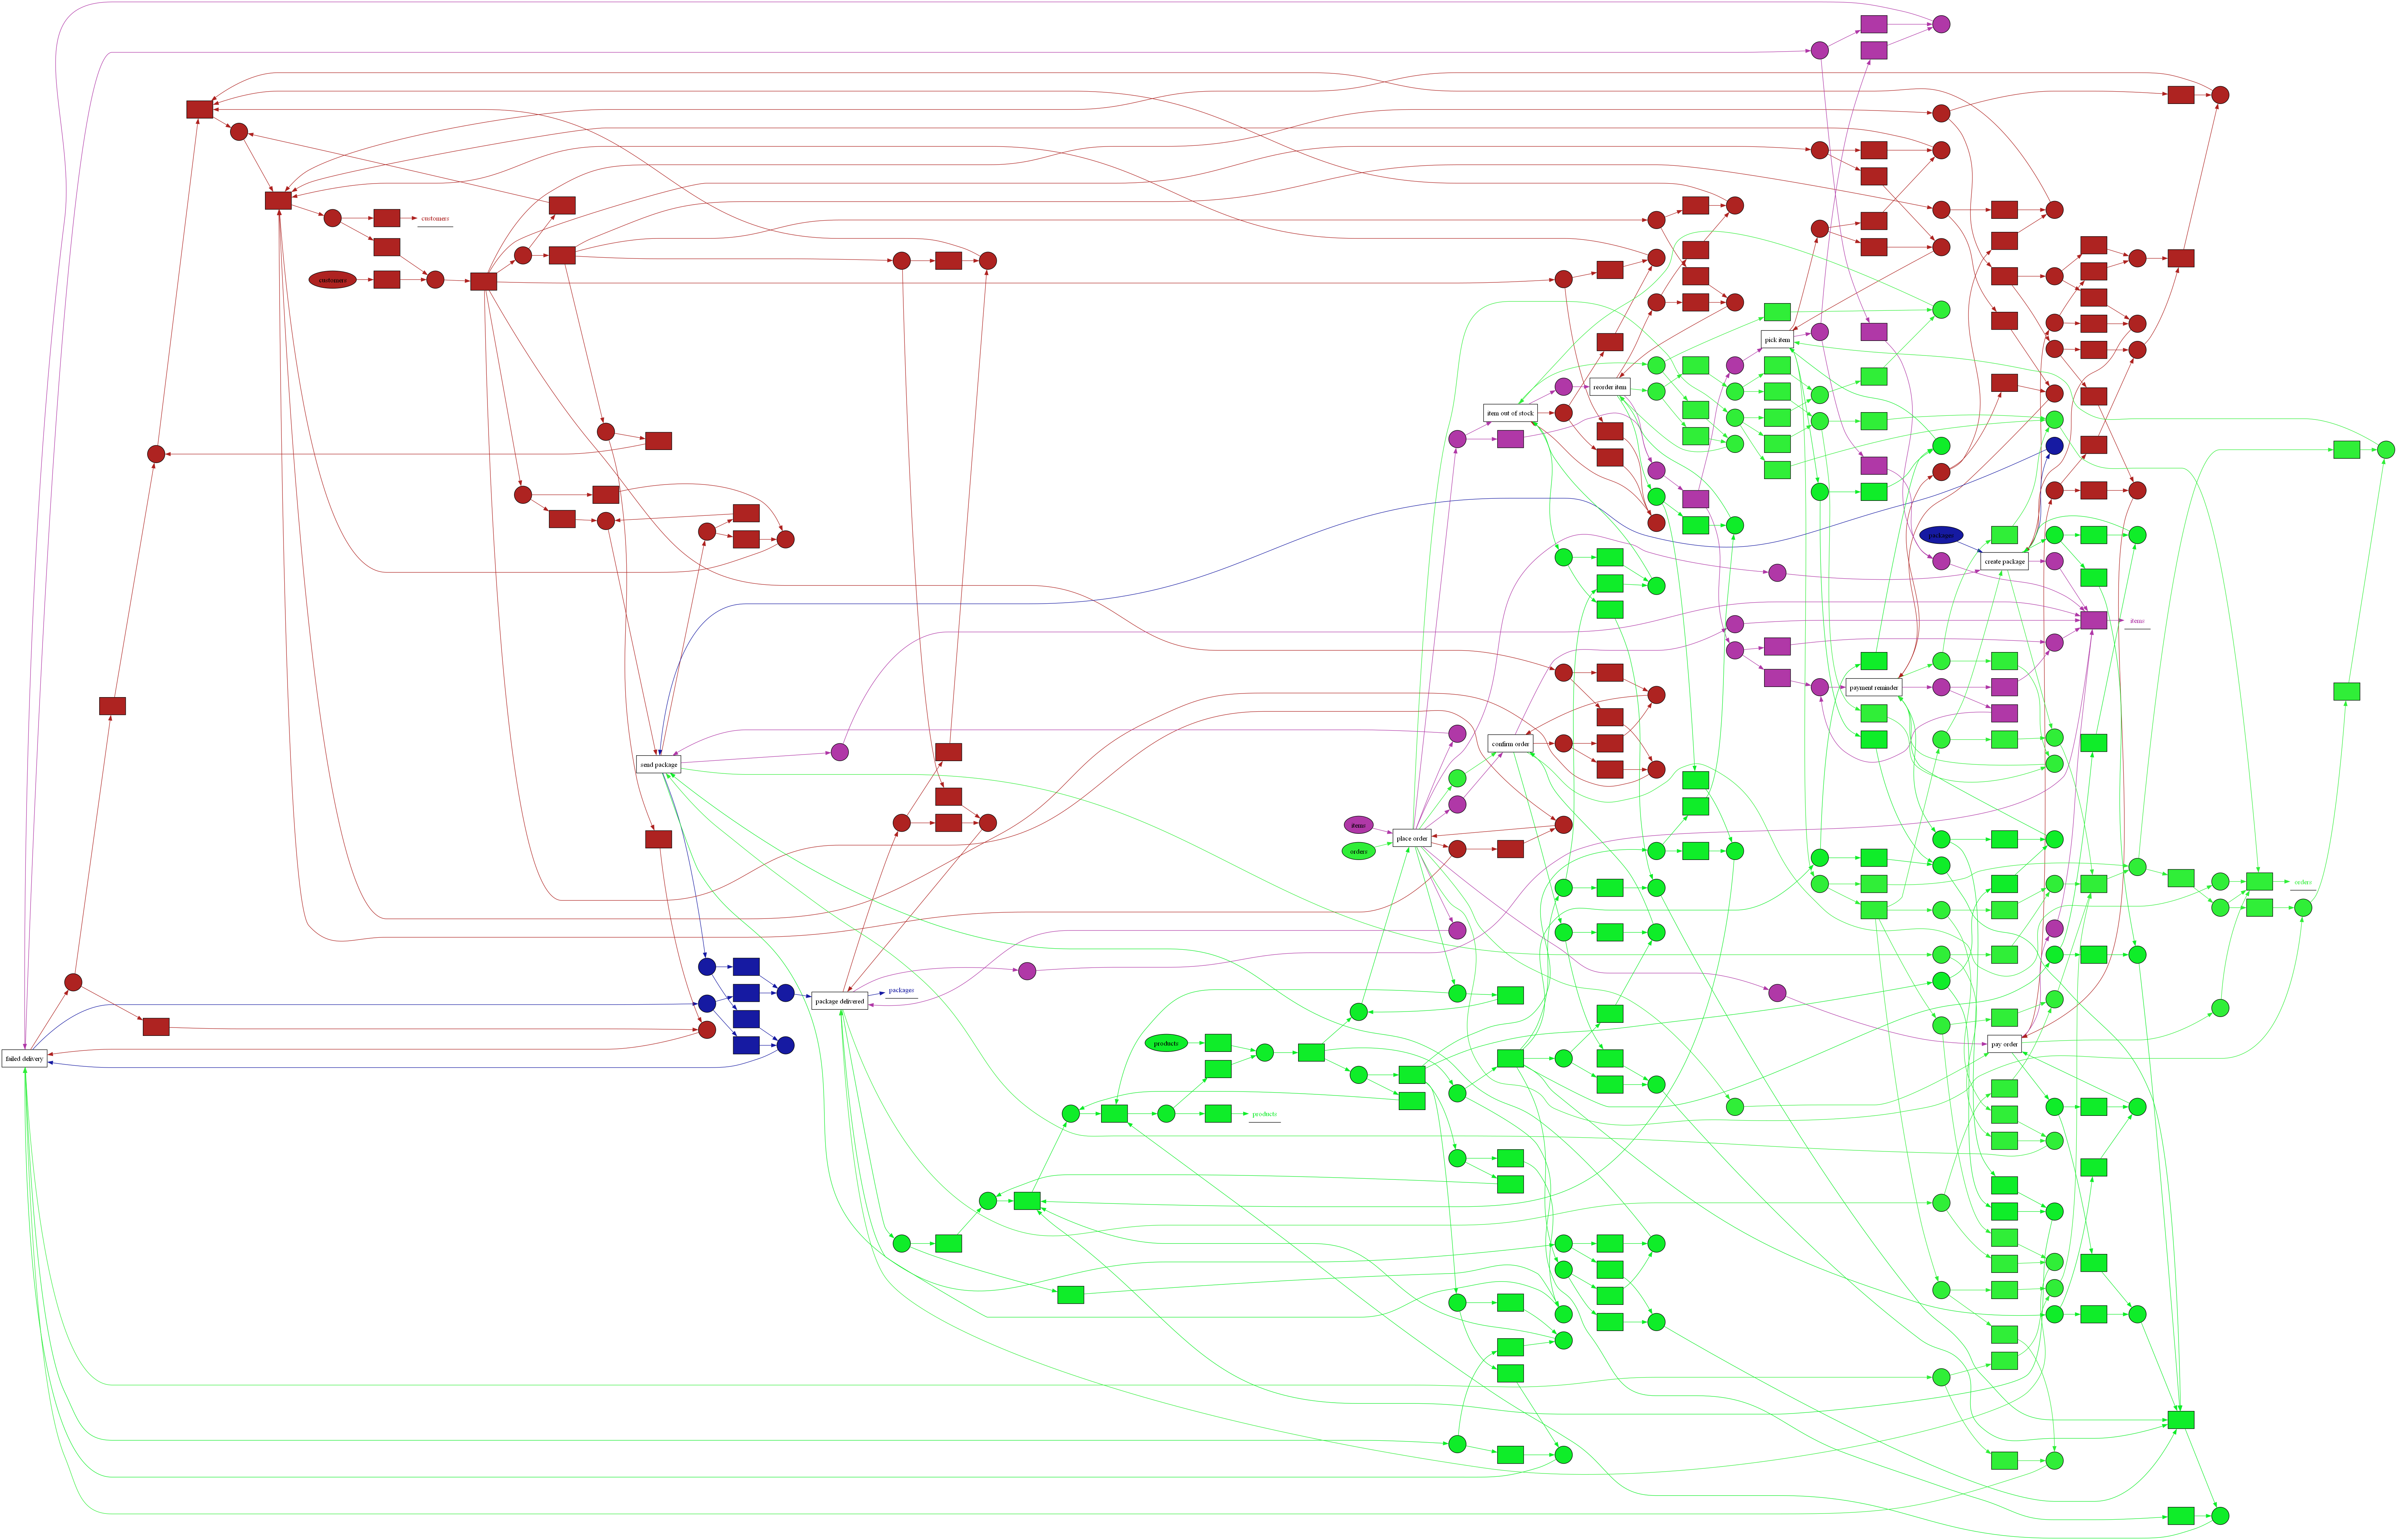 customers
customers
pick item
reorder item
item out of stock
packages
create package
items
payment reminder
confirm order
send package
items
place order
orders
orders
packages
package delivered
products
pay order
failed delivery
products